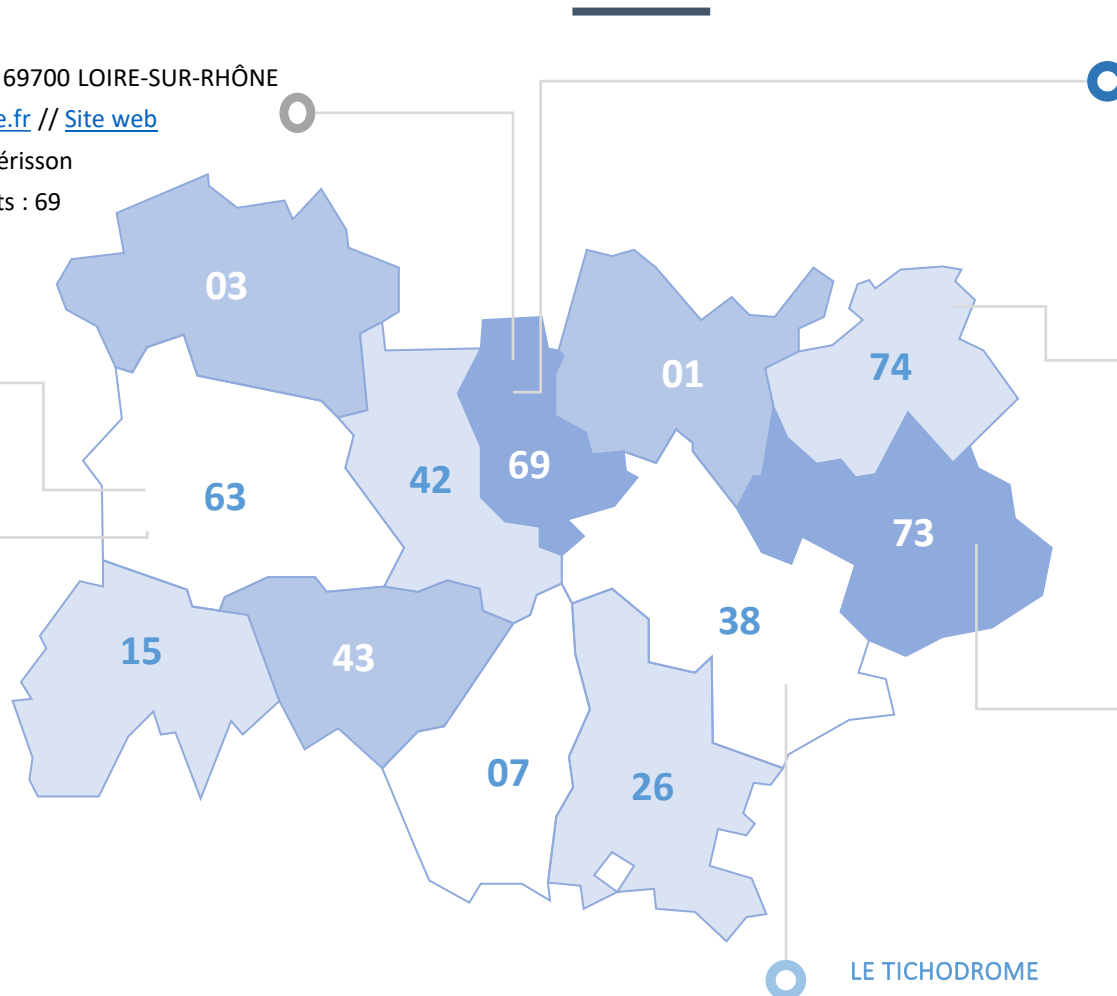 69700 LOIRE-SUR-RHÔNE
e.fr // Site web
érisson
ts : 69
03
01
74
69
42
63
73
38
15
43
07
26
LE TICHODROME